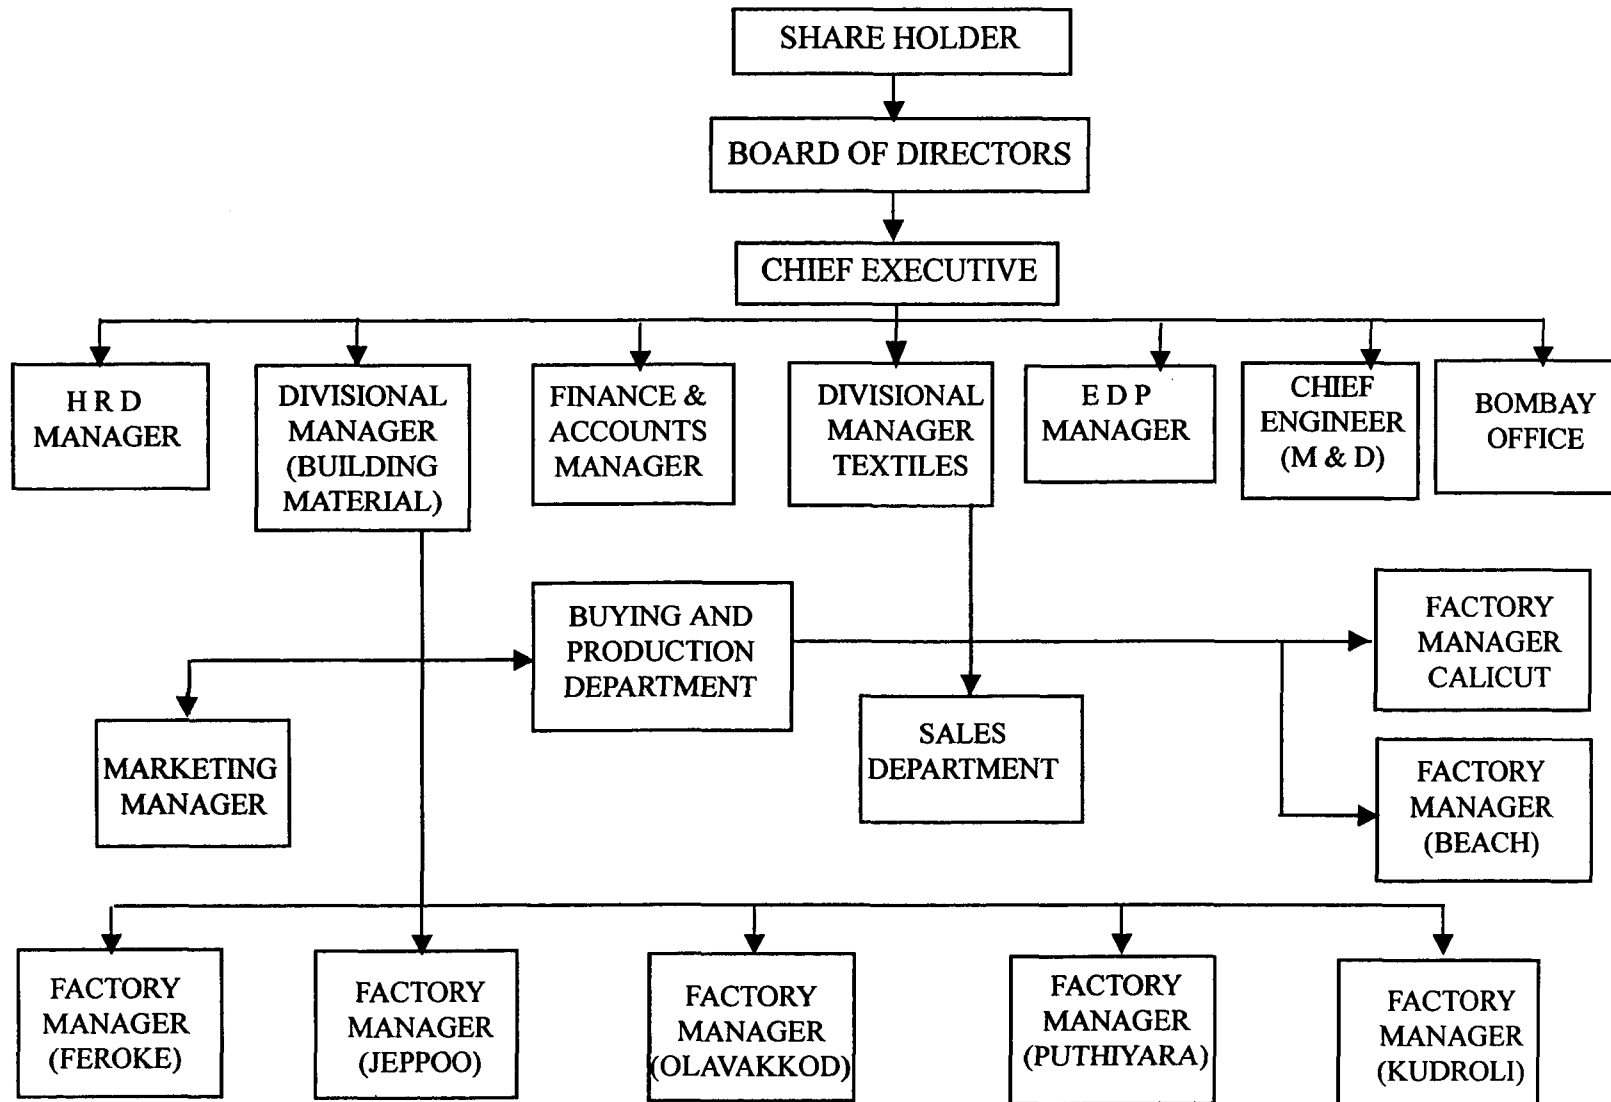 SHARE HOLDER
BOARD OF DIRECTORS
CHIEF EXECUTIVE
H R D
MANAGER
DIVISIONAL
MANAGER
(BUILDING
MATERIAL)
FINANCE &
ACCOUNTS
MANAGER
DIVISIONAL
MANAGER
TEXTILES
E D P
MANAGER
CHIEF
ENGINEER
(M & D)
BOMBAY
OFFICE
BUYING AND
PRODUCTION
DEPARTMENT
FACTORY
MANAGER
CALICUT
MARKETING
MANAGER
SALES
DEPARTMENT
FACTORY
MANAGER
(BEACH)
FACTORY
MANAGER
(FEROKE)
FACTORY
MANAGER
(JEPPOO)
FACTORY
MANAGER
(OLAVAKKOD)
FACTORY
MANAGER
(PUTHIYARA)
FACTORY
MANAGER
(KUDROLI)